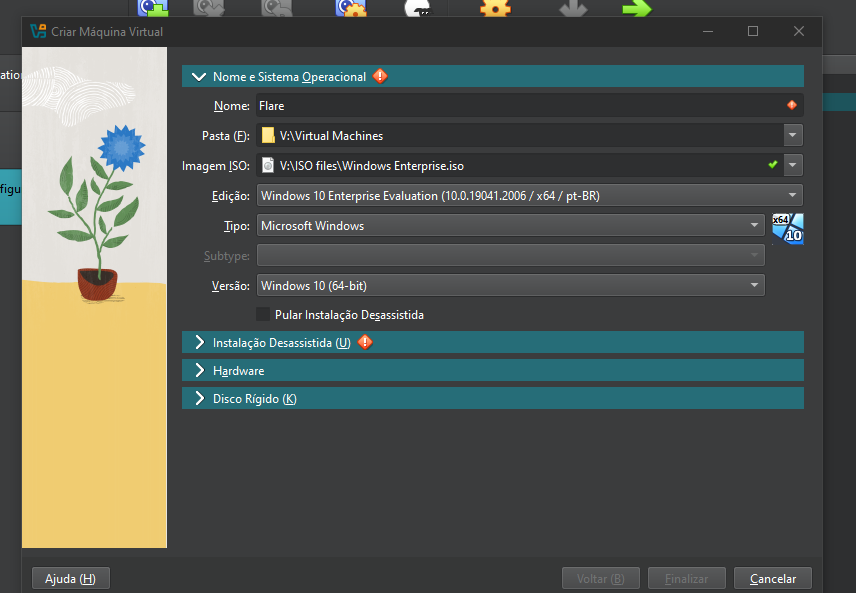 Criar Máquina Virtual
ation
Nome e Sistema Operacional
Nome: Flare
Pasta (F): V:\Virtual Machines
Imagem ISO: V:\ISO files\Windows Enterprise.iso
figu
Edição: Windows 10 Enterprise Evaluation (10.0.19041.2006 / x64 / pt-BR)
Tipo: Microsoft Windows
x64
10
Subtype:
Versão: Windows 10 (64-bit)
Pular Instalação Desassistida
Instalação Desassistida (U)
Hardware
Disco Rígido (K)
Ajuda (H) Voltar (B) Finalizar Cancelar